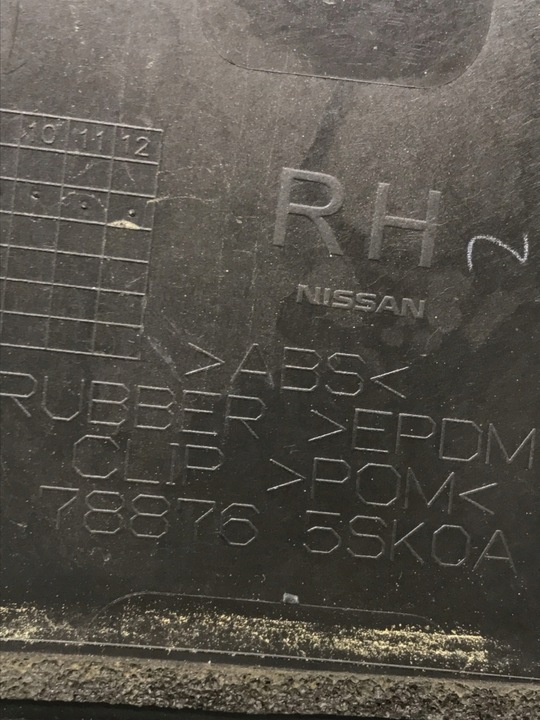 10 11 12
RH
NISSAN
>ABS<
RUBBER >EPDM
CLIP >POM<
78876 5SK0A